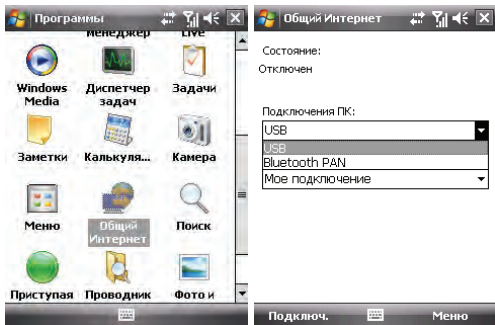 Программы
менеджер
Live
Windows
Media
Диспетчер
задач
Задачи
Заметки
Калькуля...
Камера
Меню
Общий
Интернет
Поиск
Приступая
Проводник
Фото и
Общий Интернет
Состояние:
Отключен
Подключения ПК:
USB
USB
Bluetooth PAN
Мое подключение
Подключ.
Меню